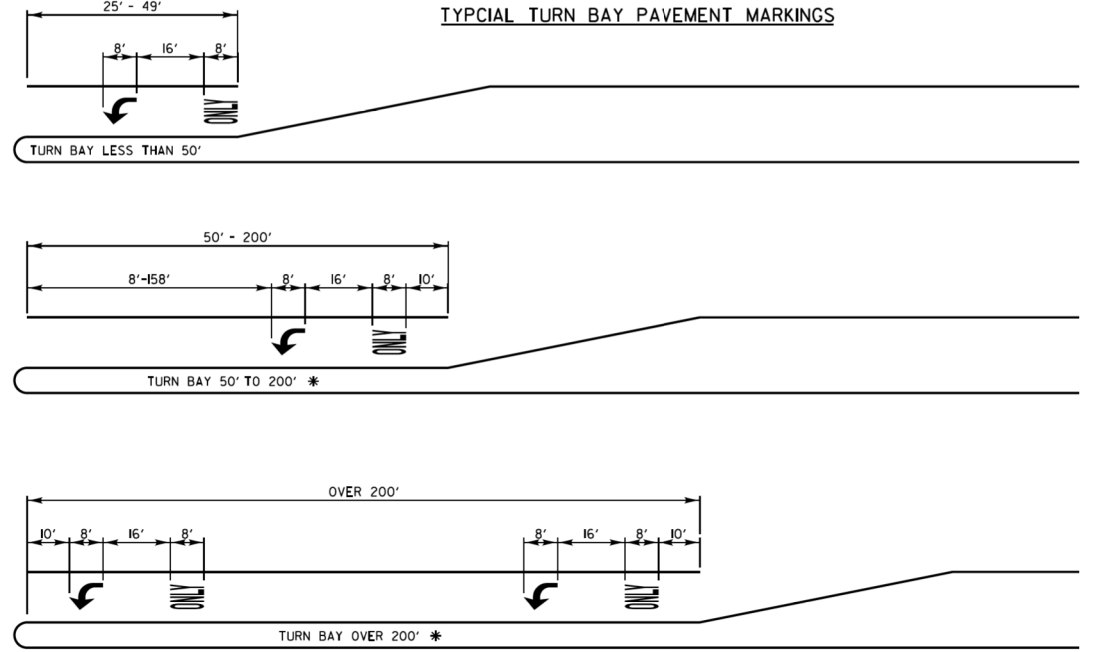 25' - 49'
TYPCIAL TURN BAY PAVEMENT MARKINGS
8' 16' 8'
ONLY
TURN BAY LESS THAN 50'
50' - 200'
8'-158' 8' 16' 8' 10'
ONLY
TURN BAY 50' TO 200' *
OVER 200'
10' 8' 16' 8' 8' 16' 8' 10'
ONLY ONLY
TURN BAY OVER 200' *